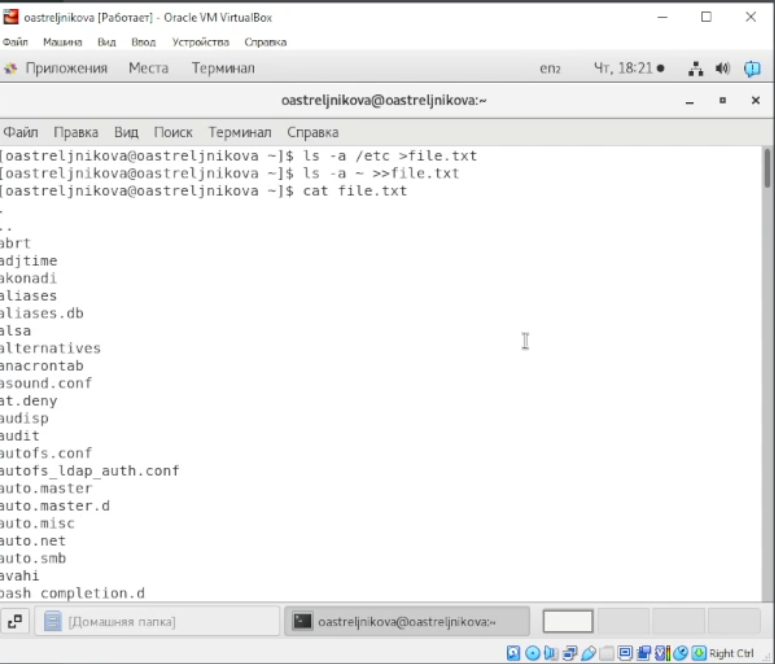 oastreljnikova [Работает] - Oracle VM VirtualBox
Файл Машина Вид Ввод Устройства Справка
Приложения Места Терминал en₂ Чт, 18:21
oastreljnikova@oastreljnikova:~
Файл Правка Вид Поиск Терминал Справка
[oastreljnikova@oastreljnikova ~]$ ls -a /etc >file.txt
[oastreljnikova@oastreljnikova ~]$ ls -a ~ >>file.txt
[oastreljnikova@oastreljnikova ~]$ cat file.txt
.
..
abrt
adjtime
akonadi
aliases
aliases.db
alsa
alternatives
anacrontab
asound.conf
at.deny
audisp
audit
autofs.conf
autofs_ldap_auth.conf
auto.master
auto.master.d
auto.misc
auto.net
auto.smb
avahi
bash_completion.d
[Домашняя папка] oastreljnikova@oastreljnikova:~
Right Ctrl